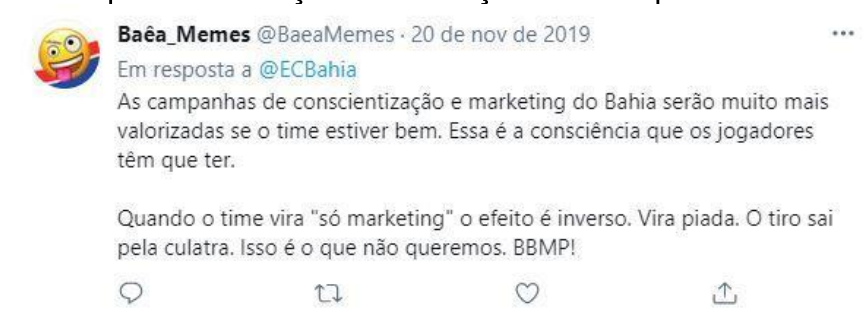 Baêa_Memes @BaeaMemes · 20 de nov de 2019
Em resposta a @ECBahia
As campanhas de conscientização e marketing do Bahia serão muito mais
valorizadas se o time estiver bem. Essa é a consciência que os jogadores
têm que ter.
Quando o time vira "só marketing" o efeito é inverso. Vira piada. O tiro sai
pela culatra. Isso é o que não queremos. BBMP!